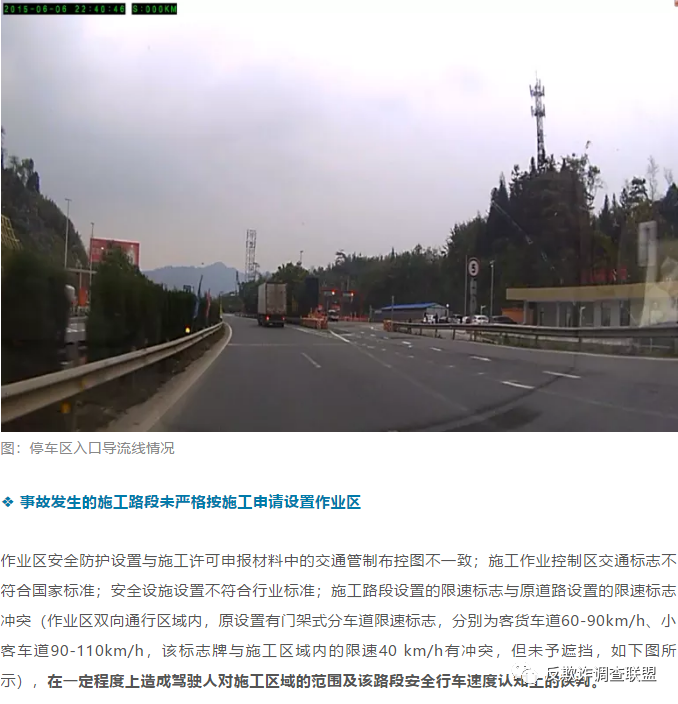 2015-06-06 22:40:46 S:000KM
5
图：停车区入口导流线情况
❖ 事故发生的施工路段未严格按施工申请设置作业区
作业区安全防护设置与施工许可申报材料中的交通管制布控图不一致；施工作业控制区交通标志不
符合国家标准；安全设施设置不符合行业标准；施工路段设置的限速标志与原道路设置的限速标志
冲突（作业区双向通行区域内，原设置有门架式分车道限速标志，分别为客货车道60-90km/h、小
客车道90-110km/h，该标志牌与施工区域内的限速40 km/h有冲突，但未予遮挡，如下图所
示），在一定程度上造成驾驶人对施工区域的范围及该路段安全行车速度认知上的误判。
反欺诈调查联盟